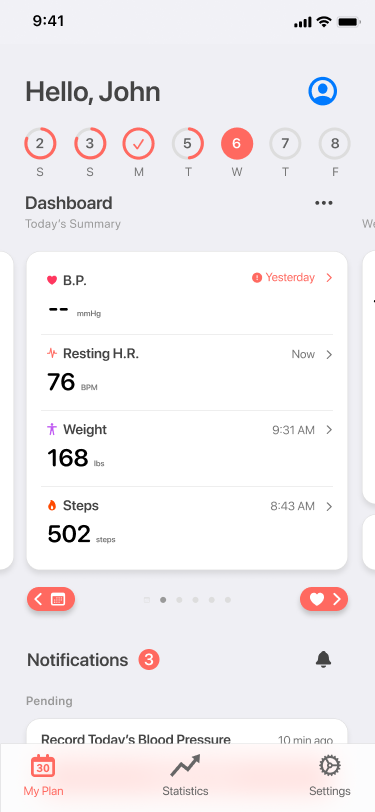 9:41
Hello, John
2 3 5 6 7 8
S S M T W T F
Dashboard
Today's Summary
We
B.P.
Yesterday
-- mmHg
Resting H.R.
Now
76 BPM
Weight
9:31 AM
168 lbs
Steps
8:43 AM
502 steps
Notifications 3
Pending
Record Today's Blood Pressure
10 min ago
30
My Plan
Statistics
Settings